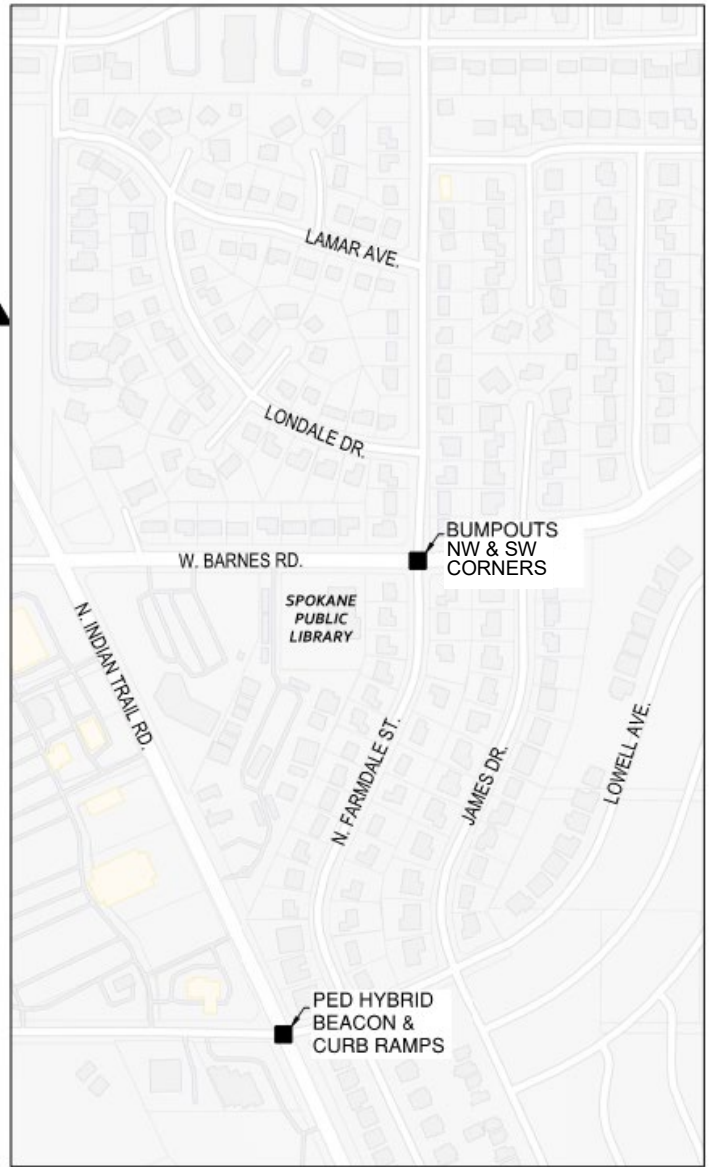 LAMAR AVE.
LONDALE DR.
BUMPOUTS
NW & SW
CORNERS
W. BARNES RD.
SPOKANE
PUBLIC
LIBRARY
N. INDIAN TRAIL RD.
N. FARMDALE ST.
JAMES DR.
LOWELL AVE.
PED HYBRID
BEACON &
CURB RAMPS